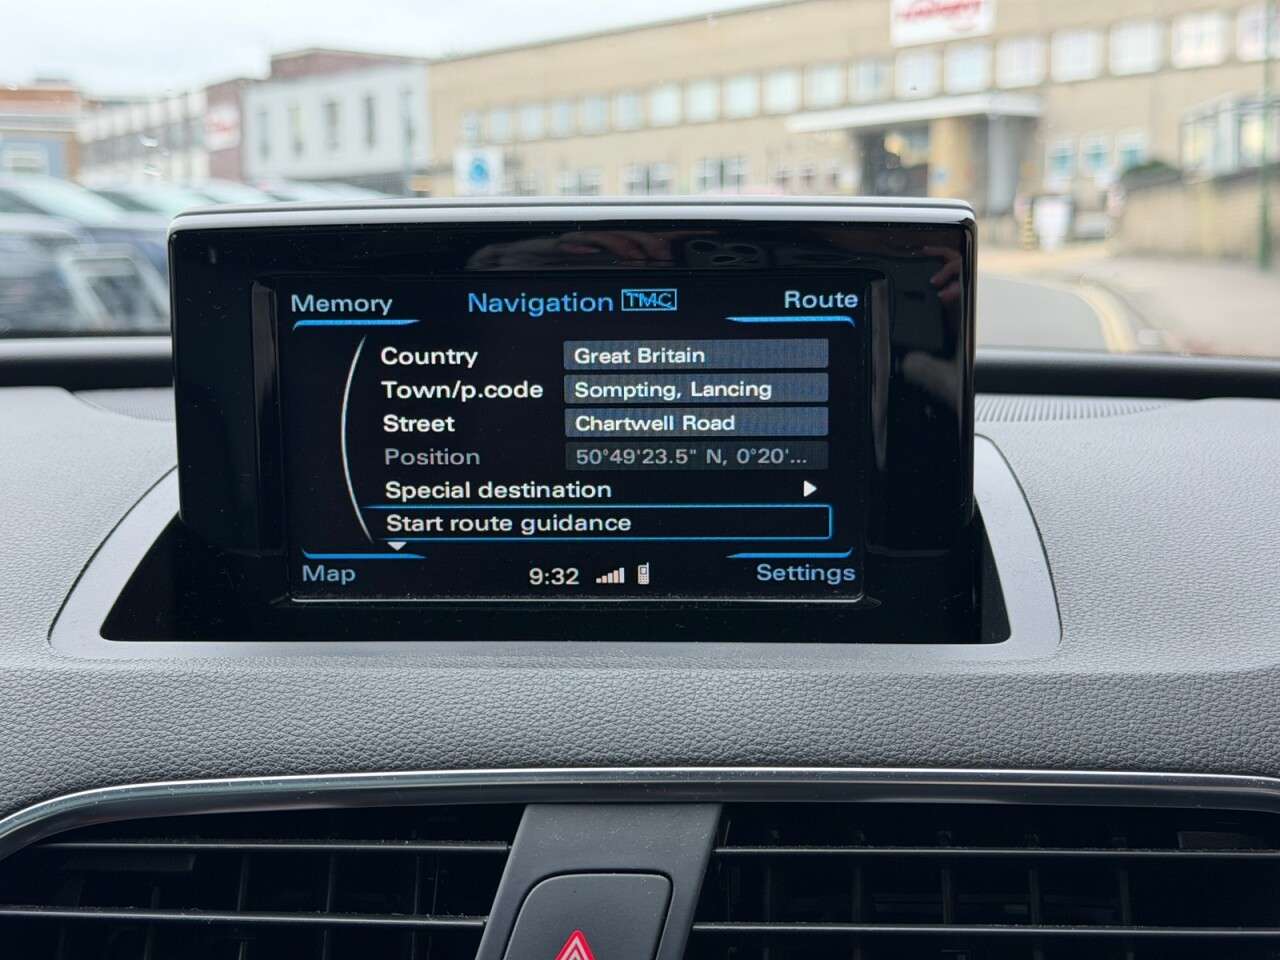 Memory
Navigation TMC
Route
Country Great Britain
Town/p.code Sompting, Lancing
Street Chartwell Road
Position 50°49'23.5" N, 0°20'...
Special destination
Start route guidance
Map
9:32
Settings